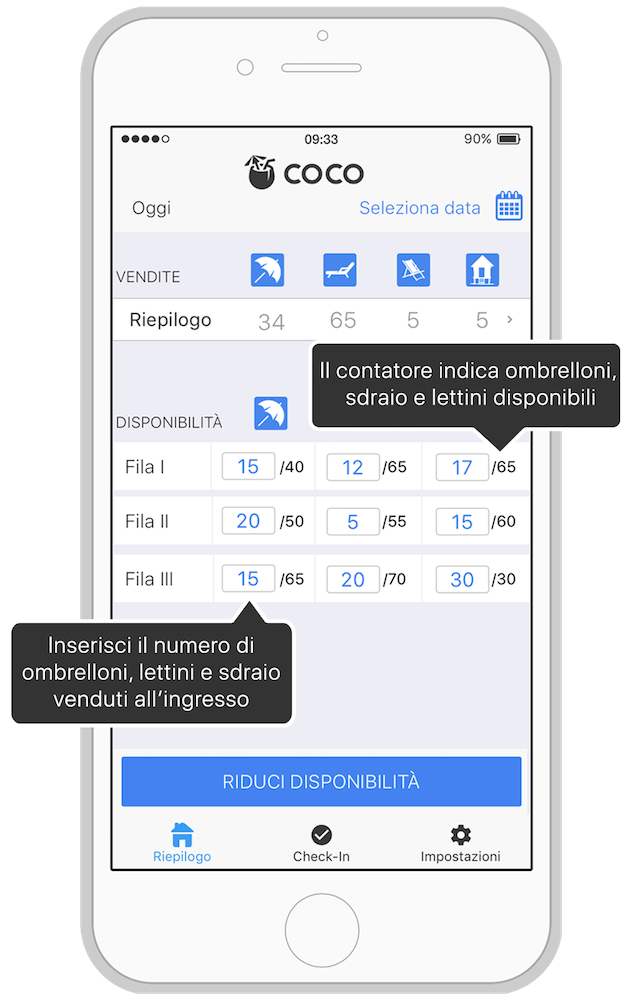 09:33
90%
COCO
Oggi
Seleziona data
VENDITE
Riepilogo 34 65 5 5 ›
Il contatore indica ombrelloni,
sdraio e lettini disponibili
DISPONIBILITÀ
Fila I 15 /40 12 /65 17 /65
Fila II 20 /50 5 /55 15 /60
Fila III 15 /65 20 /70 30 /30
Inserisci il numero di
ombrelloni, lettini e sdraio
venduti all’ingresso
RIDUCI DISPONIBILITÀ
Riepilogo
Check-In
Impostazioni